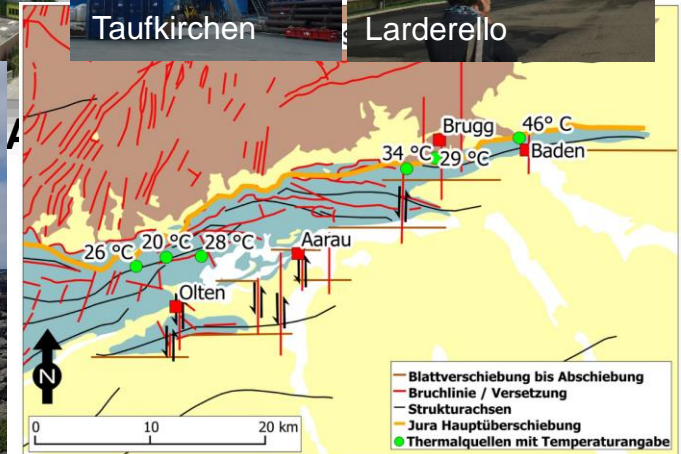 Taufkirchen
Larderello
46° C
Brugg
Baden
34 °C
29 °C
20 °C
26 °C
28 °C
Aarau
Olten
N
0 10 20 km
Blattverschiebung bis Abschiebung
Bruchlinie / Versetzung
Strukturachsen
Jura Hauptüberschiebung
Thermalquellen mit Temperaturangabe